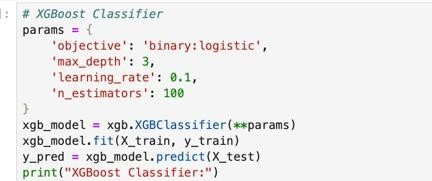 ]:
# XGBoost Classifier
params = {
    'objective': 'binary:logistic',
    'max_depth': 3,
    'learning_rate': 0.1,
    'n_estimators': 100
}
xgb_model = xgb.XGBClassifier(**params)
xgb_model.fit(X_train, y_train)
y_pred = xgb_model.predict(X_test)
print("XGBoost Classifier:")